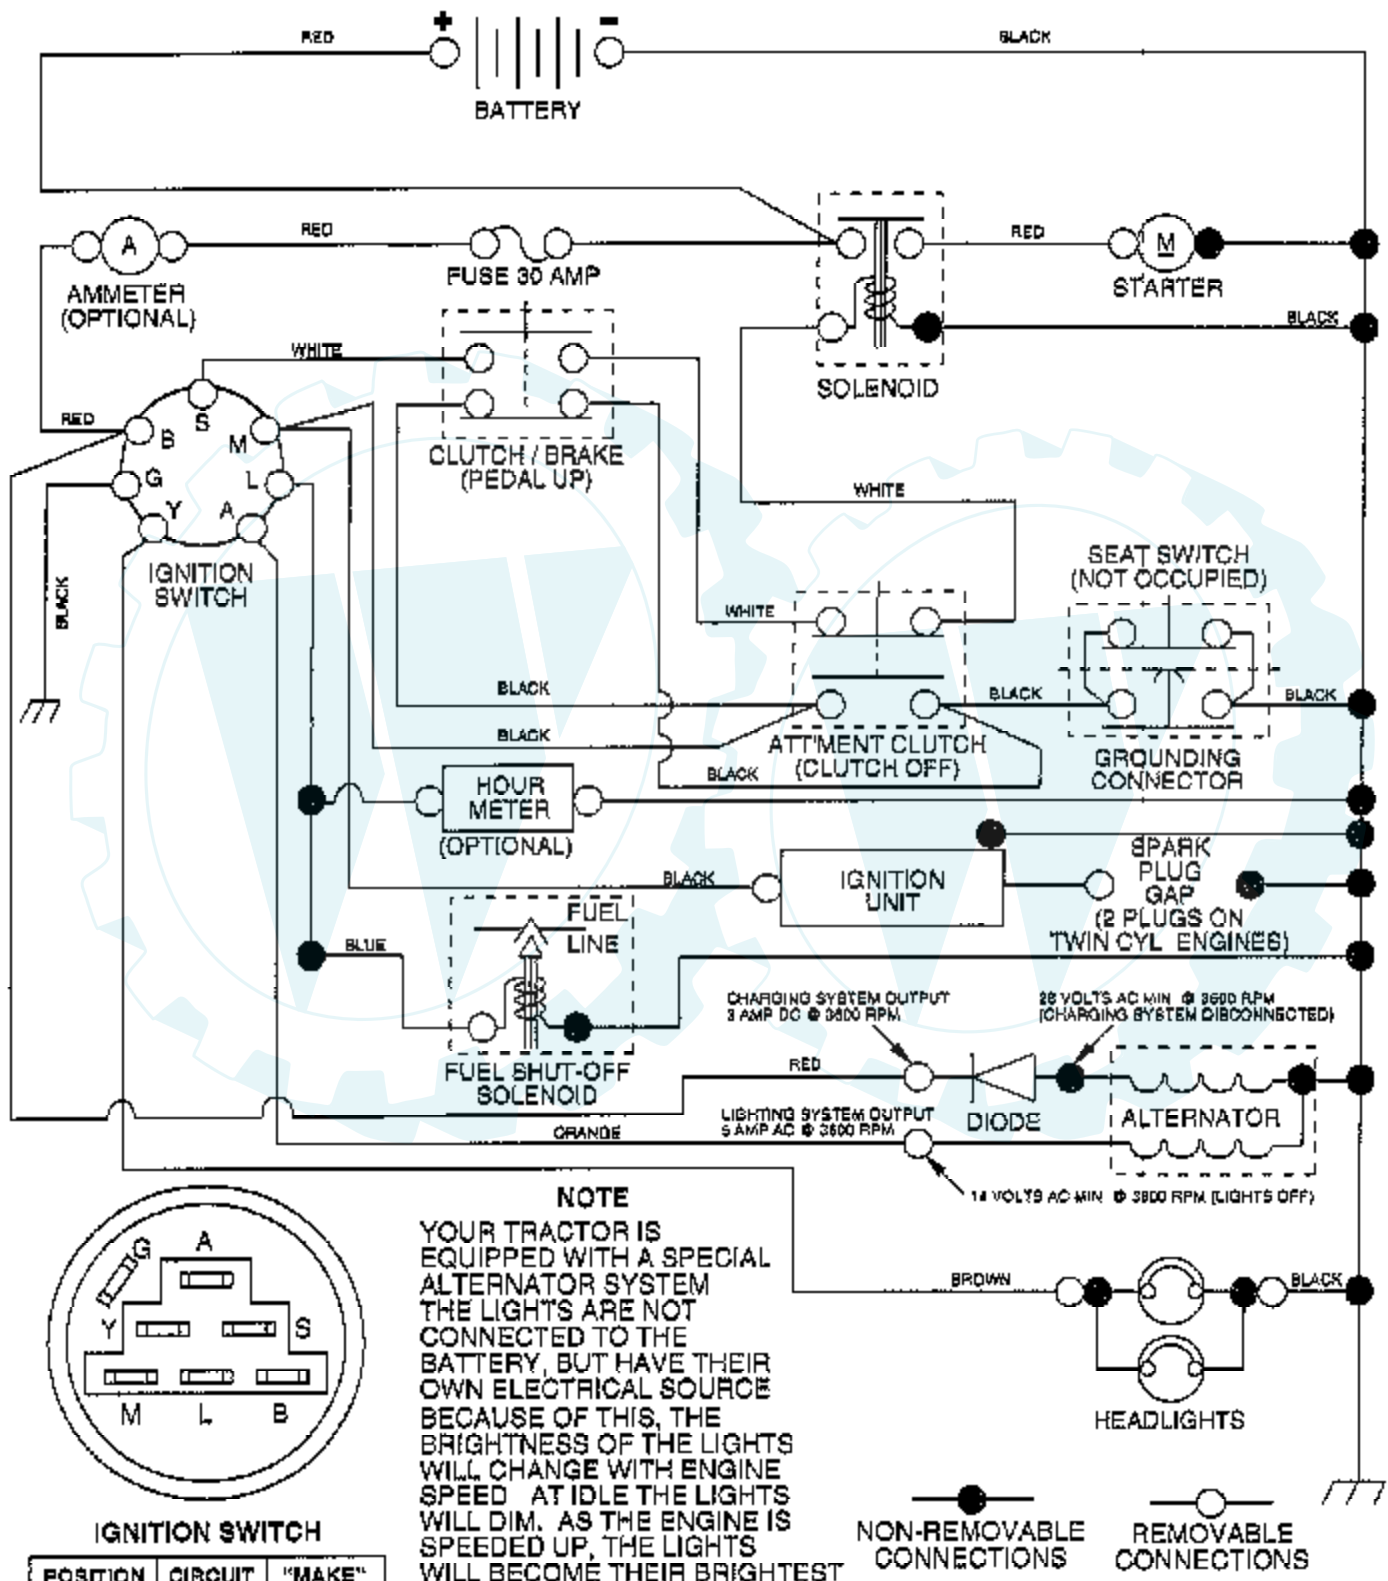 + -
RED
BLACK
BATTERY
RED
A
FUSE 30 AMP
AMMETER
(OPTIONAL)
RED
M
STARTER
BLACK
SOLENOID
WHITE
RED
S
B
M
G
L
Y
A
IGNITION
SWITCH
BLACK
CLUTCH / BRAKE
(PEDAL UP)
WHITE
SEAT SWITCH
(NOT OCCUPIED)
WHITE
BLACK
BLACK
BLACK
BLACK
ATT'MENT CLUTCH
(CLUTCH OFF)
BLACK
GROUNDING
CONNECTOR
HOUR
METER
(OPTIONAL)
BLACK
IGNITION
UNIT
SPARK
PLUG
GAP
(2 PLUGS ON
TWIN CYL ENGINES)
FUEL
LINE
BLUE
FUEL SHUT-OFF
SOLENOID
CHARGING SYSTEM OUTPUT
3 AMP DC @ 3600 RPM
28 VOLTS AC MIN @ 3600 RPM
(CHARGING SYSTEM DISCONNECTED)
RED
DIODE
ALTERNATOR
LIGHTING SYSTEM OUTPUT
5 AMP AC @ 3600 RPM
ORANGE
14 VOLTS AC MIN @ 3600 RPM (LIGHTS OFF)
BROWN
BLACK
HEADLIGHTS
G
A
Y
S
M
L
B
IGNITION SWITCH
POSITION CIRCUIT "MAKE"
NOTE
YOUR TRACTOR IS
EQUIPPED WITH A SPECIAL
ALTERNATOR SYSTEM
THE LIGHTS ARE NOT
CONNECTED TO THE
BATTERY, BUT HAVE THEIR
OWN ELECTRICAL SOURCE
BECAUSE OF THIS, THE
BRIGHTNESS OF THE LIGHTS
WILL CHANGE WITH ENGINE
SPEED AT IDLE THE LIGHTS
WILL DIM. AS THE ENGINE IS
SPEEDED UP, THE LIGHTS
WILL BECOME THEIR BRIGHTEST
NON-REMOVABLE
CONNECTIONS
REMOVABLE
CONNECTIONS